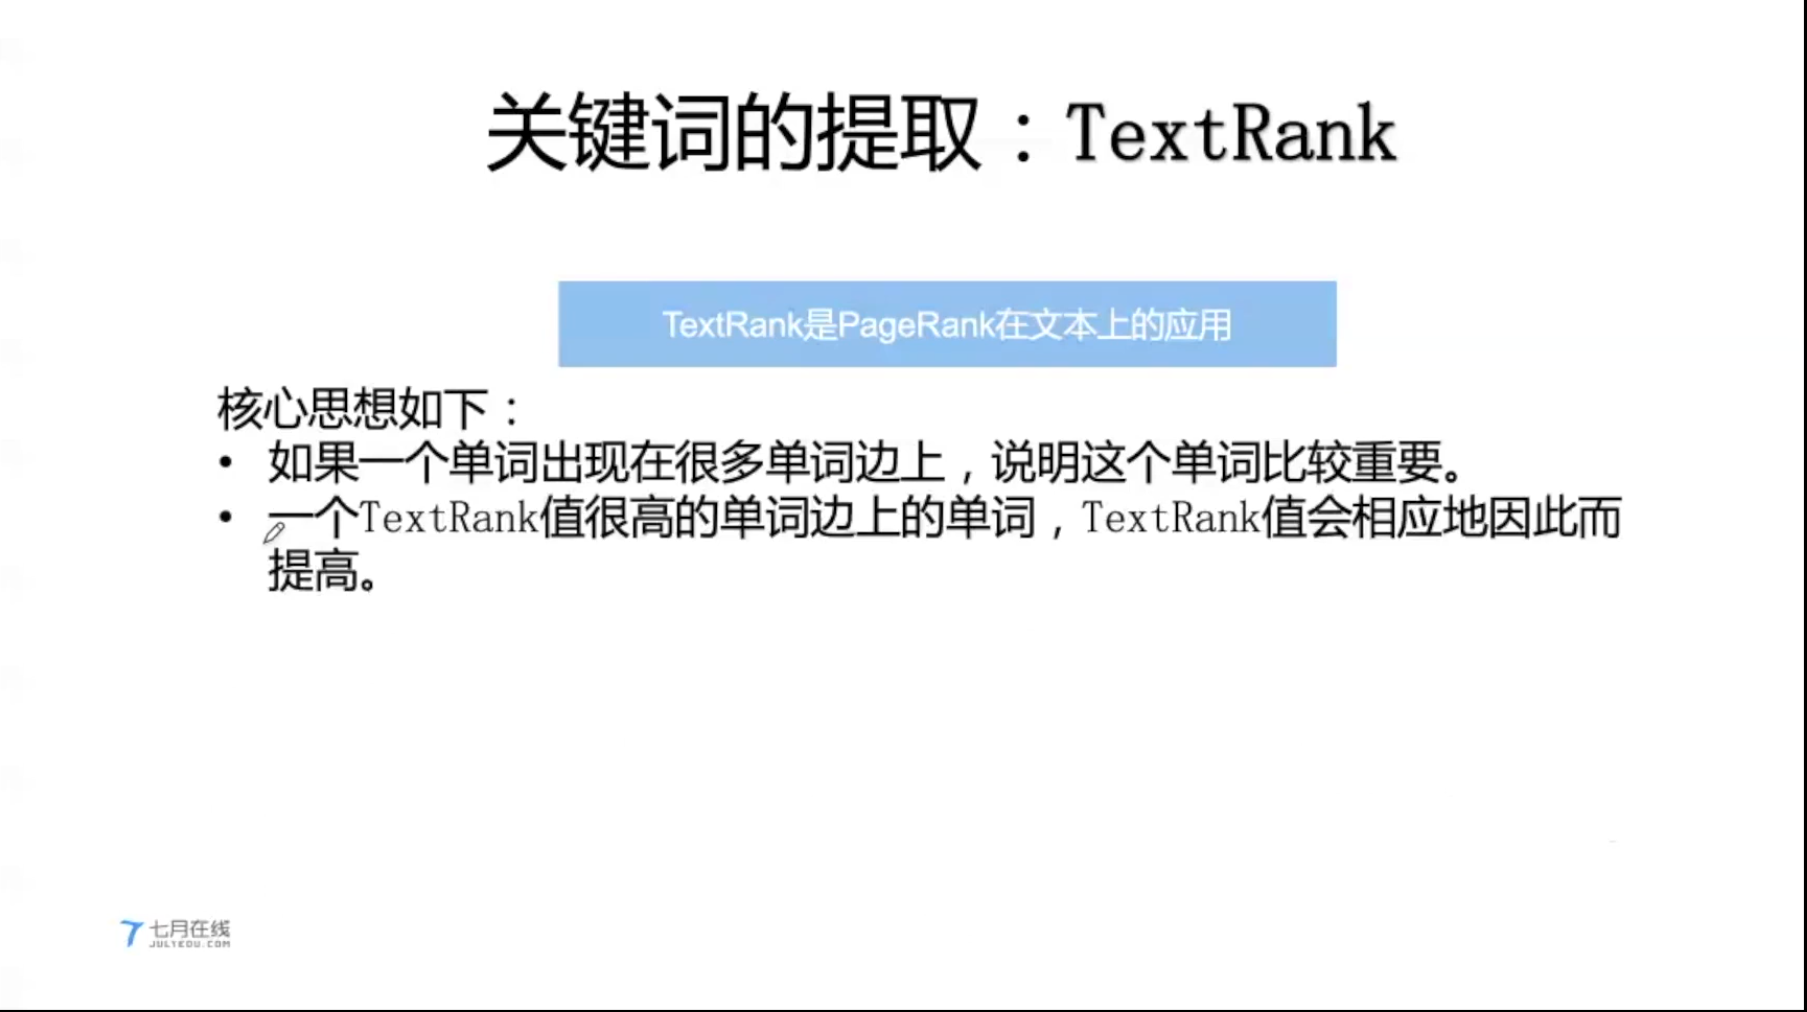 关键词的提取：TextRank
TextRank是PageRank在文本上的应用
核心思想如下：
• 如果一个单词出现在很多单词边上，说明这个单词比较重要。
• 一个TextRank值很高的单词边上的单词，TextRank值会相应地因此而
提高。
七月在线
JULYEDU.COM